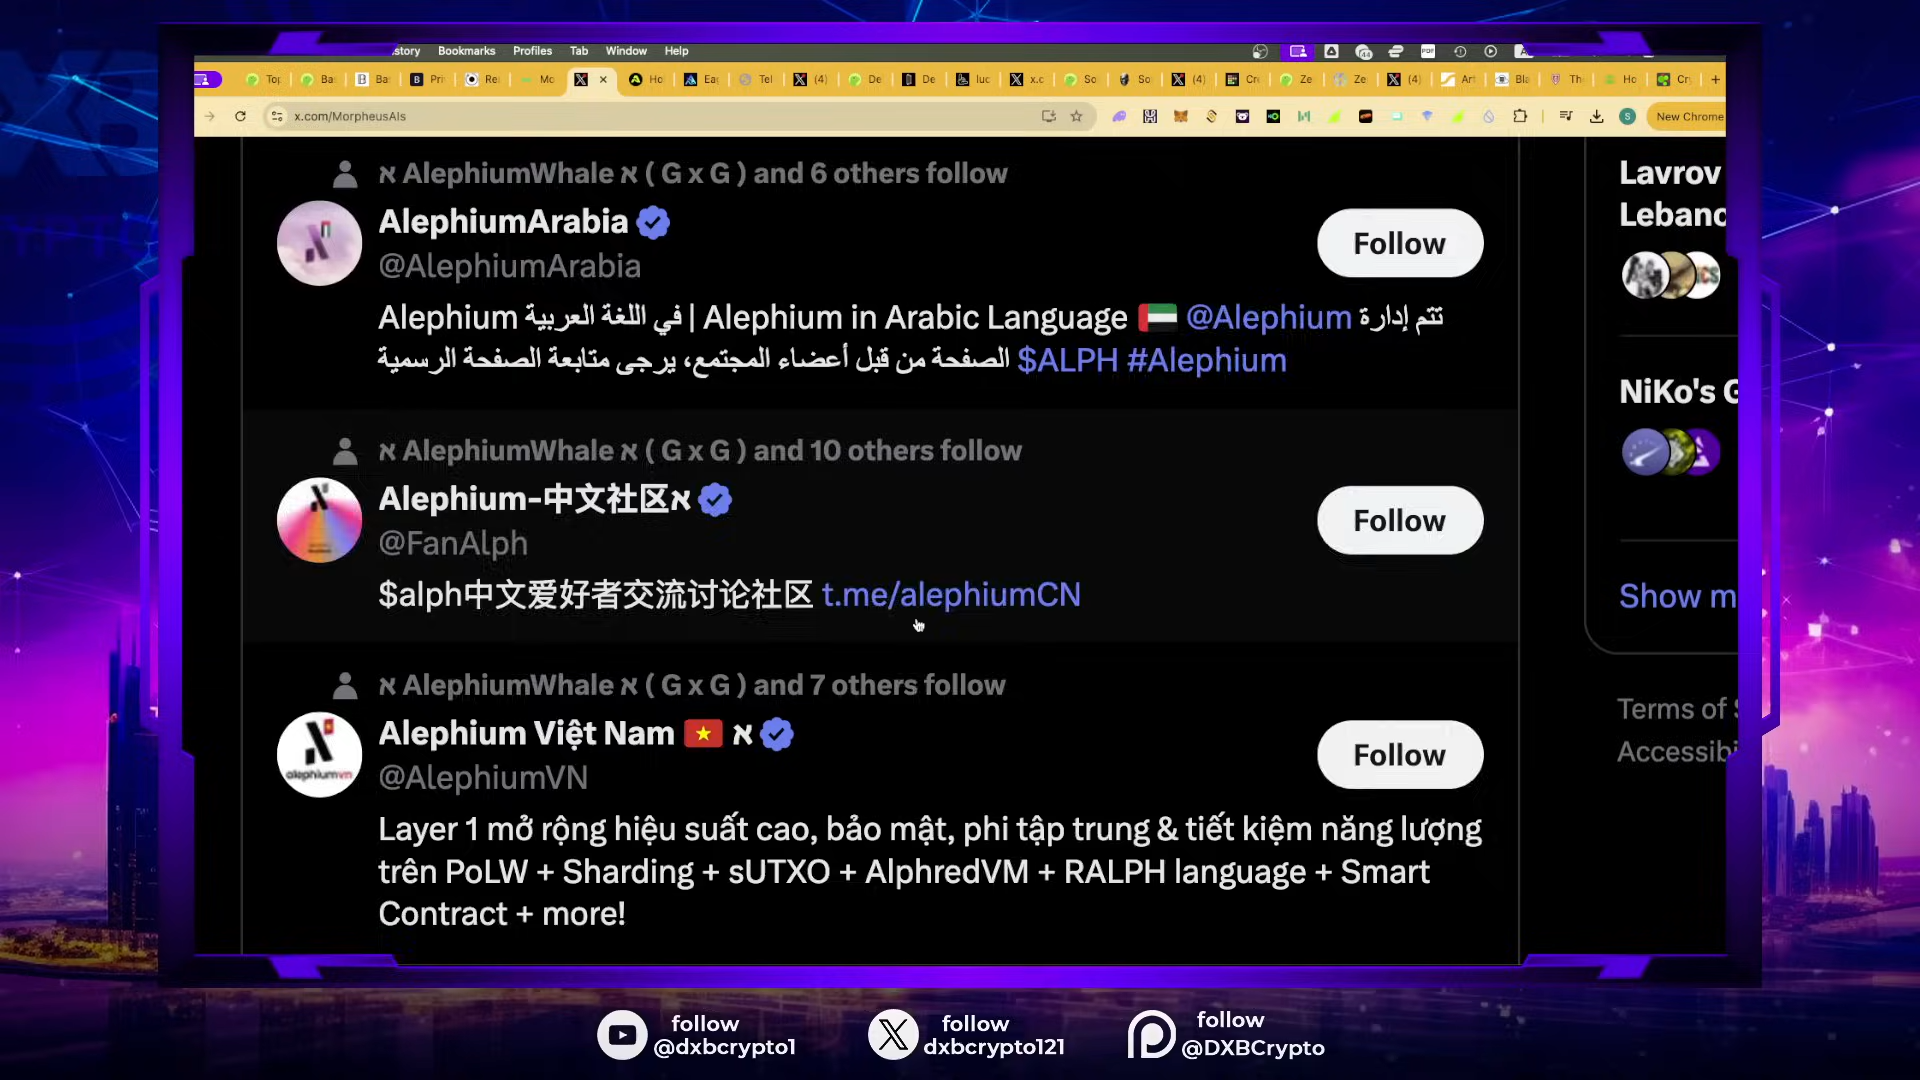 story Bookmarks Profiles Tab Window Help
x.com/MorpheusAIs
New Chrome
א AlephiumWhale א ( G x G ) and 6 others follow
AlephiumArabia
@AlephiumArabia
Follow
Alephium في اللغة العربية | Alephium in Arabic Language 🇦🇪 @Alephium تتم إدارة
الصفحة من قبل أعضاء المجتمع، يرجى متابعة الصفحة الرسمية $ALPH #Alephium
א AlephiumWhale א ( G x G ) and 10 others follow
Alephium-中文社区א
@FanAlph
Follow
$alph中文爱好者交流讨论社区 t.me/alephiumCN
א AlephiumWhale א ( G x G ) and 7 others follow
Alephium Việt Nam 🇻🇳 א
@AlephiumVN
Follow
Layer 1 mở rộng hiệu suất cao, bảo mật, phi tập trung & tiết kiệm năng lượng
trên PoLW + Sharding + sUTXO + AlphredVM + RALPH language + Smart
Contract + more!
Lavrov
Lebanc
NiKo's G
Show m
Terms of
Accessibi
follow
@dxbcrypto1
follow
dxbcrypto121
follow
@DXBCrypto